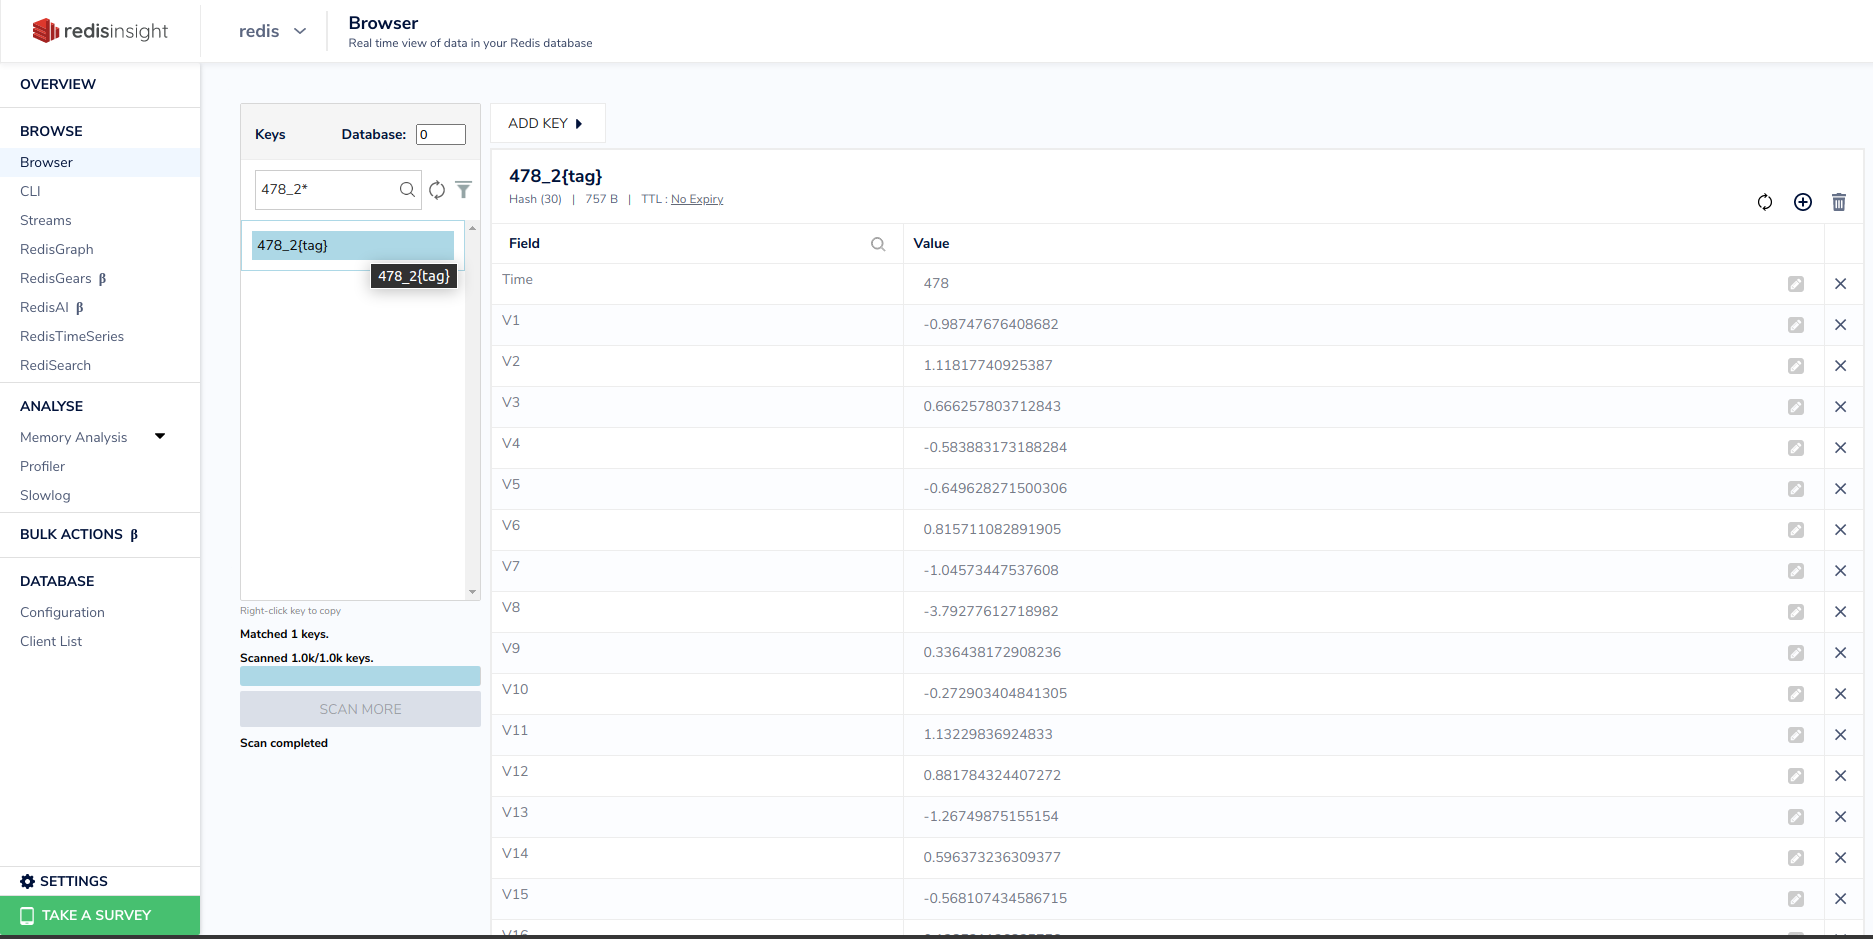 redisinsight
redis
Browser
Real time view of data in your Redis database
OVERVIEW
BROWSE
Browser
CLI
Streams
RedisGraph
RedisGears β
RedisAI β
RedisTimeSeries
RediSearch
ANALYSE
Memory Analysis
Profiler
Slowlog
BULK ACTIONS β
DATABASE
Configuration
Client List
SETTINGS
TAKE A SURVEY
Keys Database: 0
478_2*
478_2{tag}
478_2{tag}
Right-click key to copy
Matched 1 keys.
Scanned 1.0k/1.0k keys.
SCAN MORE
Scan completed
ADD KEY
478_2{tag}
Hash (30) | 757 B | TTL : No Expiry
Field Value
Time 478
V1 -0.98747676408682
V2 1.11817740925387
V3 0.666257803712843
V4 -0.583883173188284
V5 -0.649628271500306
V6 0.815711082891905
V7 -1.04573447537608
V8 -3.79277612718982
V9 0.336438172908236
V10 -0.272903404841305
V11 1.13229836924833
V12 0.881784324407272
V13 -1.26749875155154
V14 0.596373236309377
V15 -0.568107434586715
V16